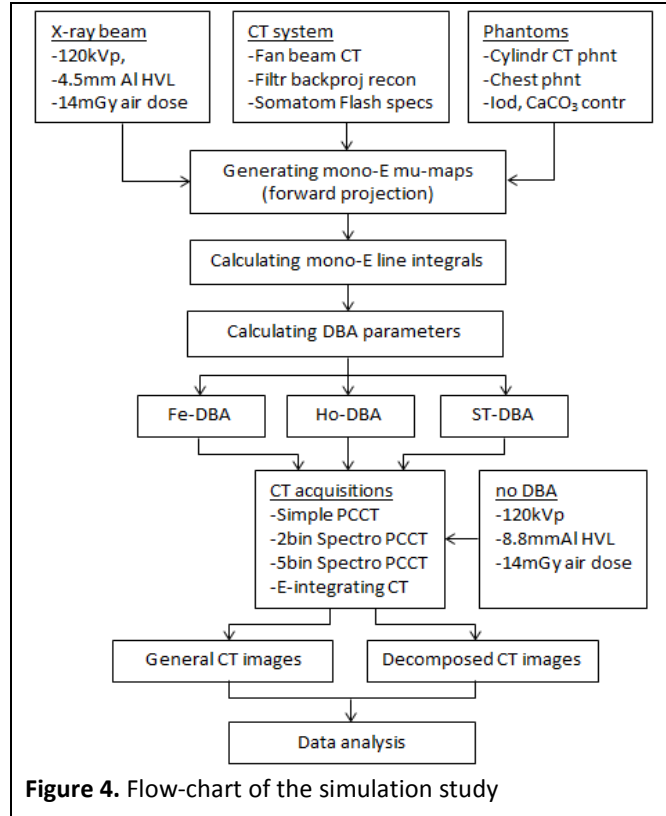 X-ray beam
-120kVp,
-4.5mm Al HVL
-14mGy air dose
CT system
-Fan beam CT
-Filtr backproj recon
-Somatom Flash specs
Phantoms
-Cylindr CT phnt
-Chest phnt
-Iod, CaCO₃ contr
Generating mono-E mu-maps
(forward projection)
Calculating mono-E line integrals
Calculating DBA parameters
Fe-DBA
Ho-DBA
ST-DBA
CT acquisitions
-Simple PCCT
-2bin Spectro PCCT
-5bin Spectro PCCT
-E-integrating CT
no DBA
-120kVp
-8.8mmAl HVL
-14mGy air dose
General CT images
Decomposed CT images
Data analysis
Figure 4. Flow-chart of the simulation study